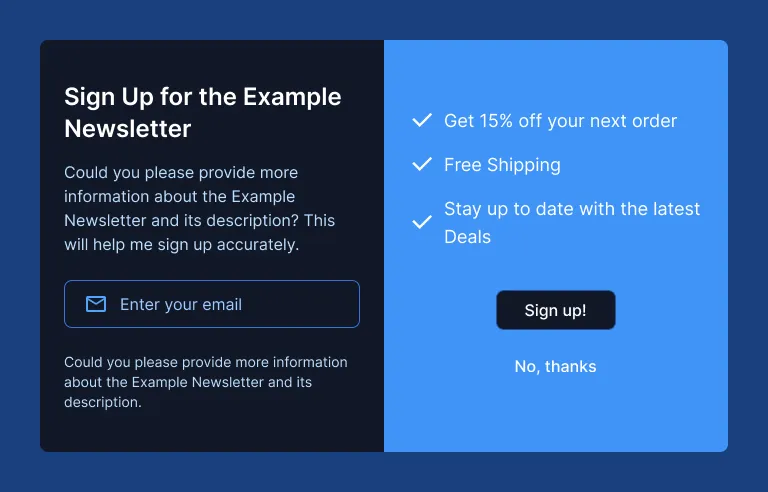 Sign Up for the Example
Newsletter
Could you please provide more
information about the Example
Newsletter and its description? This
will help me sign up accurately.
Enter your email
Could you please provide more information
about the Example Newsletter and its
description.
Get 15% off your next order
Free Shipping
Stay up to date with the latest
Deals
Sign up!
No, thanks